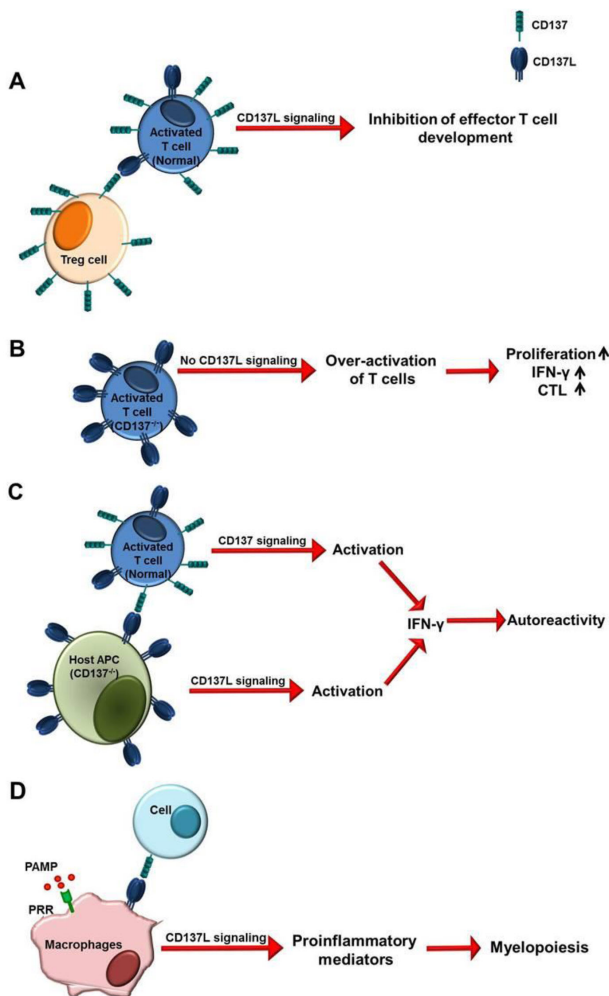 CD137
CD137L
A
Activated
T cell
(Normal)
CD137L signaling
Inhibition of effector T cell
development
Treg cell
B
Activated
T cell
(CD137-/-)
No CD137L signaling
Over-activation
of T cells
Proliferation
IFN-γ
CTL
C
Activated
T cell
(Normal)
CD137 signaling
Activation
IFN-γ
Autoreactivity
Host APC
(CD137-/-)
CD137L signaling
Activation
D
Cell
PAMP
PRR
Macrophages
CD137L signaling
Proinflammatory
mediators
Myelopoiesis